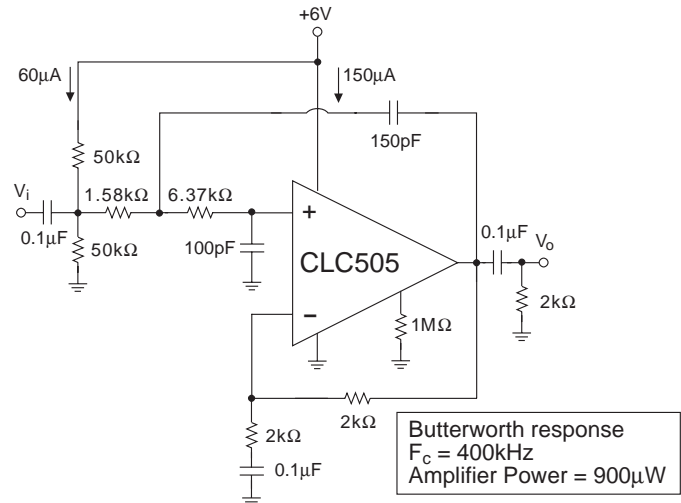 +6V
60µA
150µA
150pF
50kΩ
Vi
1.58kΩ
6.37kΩ
0.1µF
50kΩ
100pF
+
CLC505
−
0.1µF
Vo
1MΩ
2kΩ
2kΩ
2kΩ
0.1µF
Butterworth response
Fc = 400kHz
Amplifier Power = 900µW